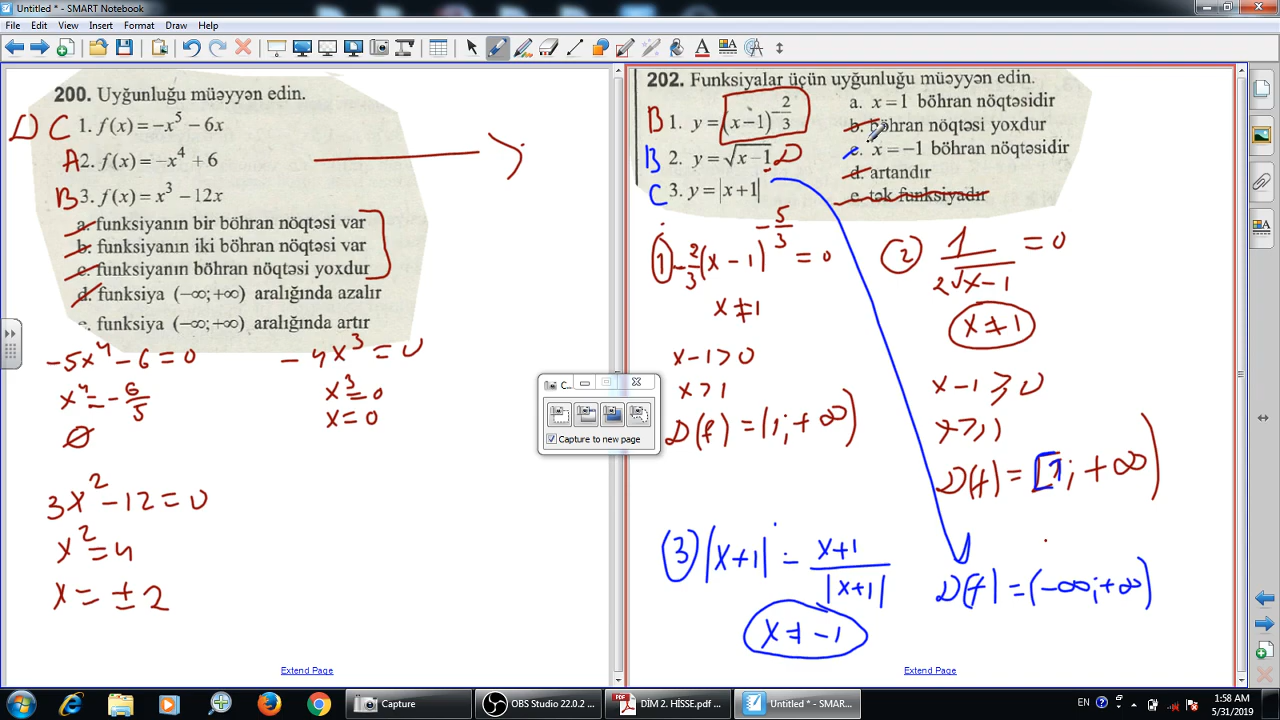 Untitled * - SMART Notebook
File Edit View Insert Format Draw Help
200. Uyğunluğu müəyyən edin.
D C 1. f(x)=−x⁵ − 6x
A 2. f(x)=−x⁴ + 6
B 3. f(x)=x³ −12x
a. funksiyanın bir böhran nöqtəsi var
b. funksiyanın iki böhran nöqtəsi var
c. funksiyanın böhran nöqtəsi yoxdur
d. funksiya (−∞; +∞) aralığında azalır
e. funksiya (−∞; +∞) aralığında artır
-5x⁴ - 6 = 0
x⁴ = - 6/5
∅
- 4x³ = 0
x³ = 0
x = 0
3x² - 12 = 0
x² = 4
x = ± 2
Extend Page
202. Funksiyalar üçün uyğunluğu müəyyən edin.
B 1. y = (x−1)^(−2/3)
B 2. y = √(x−1) D
C 3. y = |x+1|
a. x = 1 böhran nöqtəsidir
b. böhran nöqtəsi yoxdur
c. x = −1 böhran nöqtəsidir
d. artandır
e. tək funksiyadır
① -2/3 (x - 1)^(-5/3) = 0
x ≠ 1
x - 1 > 0
x > 1
D(f) = (1; + ∞)
② 1/(2√(x - 1)) = 0
x ≠ 1
x - 1 ≥ 0
x ≥ 1
D(f) = [1; + ∞)
③ |x+1| = (x+1)/|x+1|
x ≠ -1
D(f) = (-∞; +∞)
Extend Page
C...
Capture to new page
Capture
OBS Studio 22.0.2 ...
DİM 2. HİSSE.pdf ...
Untitled * - SMAR...
EN
1:58 AM
5/31/2019